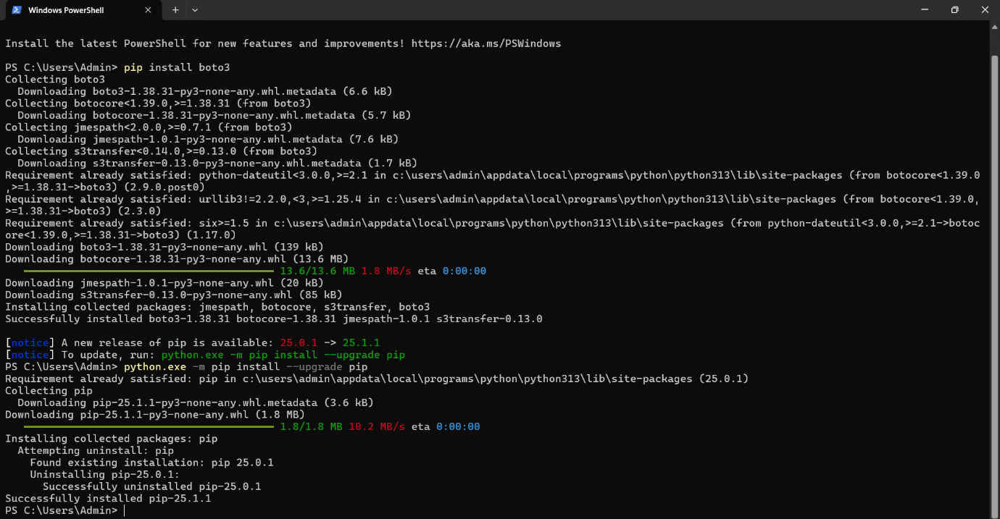 Windows PowerShell
Install the latest PowerShell for new features and improvements! https://aka.ms/PSWindows
PS C:\Users\Admin> pip install boto3
Collecting boto3
  Downloading boto3-1.38.31-py3-none-any.whl.metadata (6.6 kB)
Collecting botocore<1.39.0,>=1.38.31 (from boto3)
  Downloading botocore-1.38.31-py3-none-any.whl.metadata (5.7 kB)
Collecting jmespath<2.0.0,>=0.7.1 (from boto3)
  Downloading jmespath-1.0.1-py3-none-any.whl.metadata (7.6 kB)
Collecting s3transfer<0.14.0,>=0.13.0 (from boto3)
  Downloading s3transfer-0.13.0-py3-none-any.whl.metadata (1.7 kB)
Requirement already satisfied: python-dateutil<3.0.0,>=2.1 in c:\users\admin\appdata\local\programs\python\python313\lib\site-packages (from botocore<1.39.0
,>=1.38.31->boto3) (2.9.0.post0)
Requirement already satisfied: urllib3!=2.2.0,<3,>=1.25.4 in c:\users\admin\appdata\local\programs\python\python313\lib\site-packages (from botocore<1.39.0,
>=1.38.31->boto3) (2.3.0)
Requirement already satisfied: six>=1.5 in c:\users\admin\appdata\local\programs\python\python313\lib\site-packages (from python-dateutil<3.0.0,>=2.1->botoc
ore<1.39.0,>=1.38.31->boto3) (1.17.0)
Downloading boto3-1.38.31-py3-none-any.whl (139 kB)
Downloading botocore-1.38.31-py3-none-any.whl (13.6 MB)
13.6/13.6 MB 1.8 MB/s eta 0:00:00
Downloading jmespath-1.0.1-py3-none-any.whl (20 kB)
Downloading s3transfer-0.13.0-py3-none-any.whl (85 kB)
Installing collected packages: jmespath, botocore, s3transfer, boto3
Successfully installed boto3-1.38.31 botocore-1.38.31 jmespath-1.0.1 s3transfer-0.13.0
[notice] A new release of pip is available: 25.0.1 -> 25.1.1
[notice] To update, run: python.exe -m pip install --upgrade pip
PS C:\Users\Admin> python.exe -m pip install --upgrade pip
Requirement already satisfied: pip in c:\users\admin\appdata\local\programs\python\python313\lib\site-packages (25.0.1)
Collecting pip
  Downloading pip-25.1.1-py3-none-any.whl.metadata (3.6 kB)
Downloading pip-25.1.1-py3-none-any.whl (1.8 MB)
1.8/1.8 MB 10.2 MB/s eta 0:00:00
Installing collected packages: pip
  Attempting uninstall: pip
    Found existing installation: pip 25.0.1
    Uninstalling pip-25.0.1:
      Successfully uninstalled pip-25.0.1
Successfully installed pip-25.1.1
PS C:\Users\Admin>